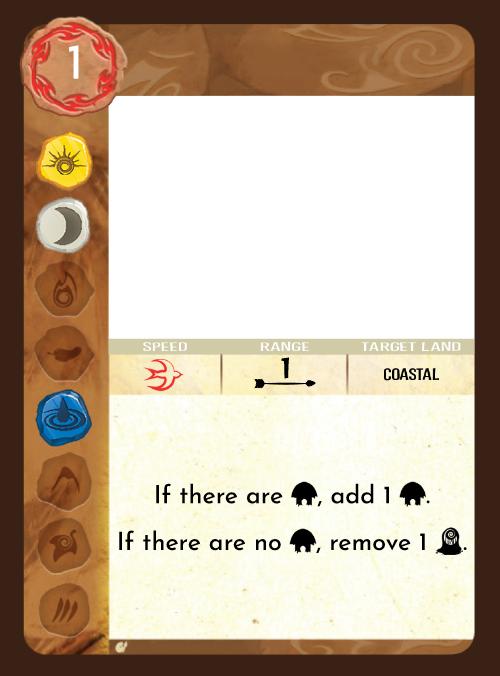 1
SPEED RANGE TARGET LAND
1 COASTAL
If there are , add 1 .
If there are no , remove 1 .